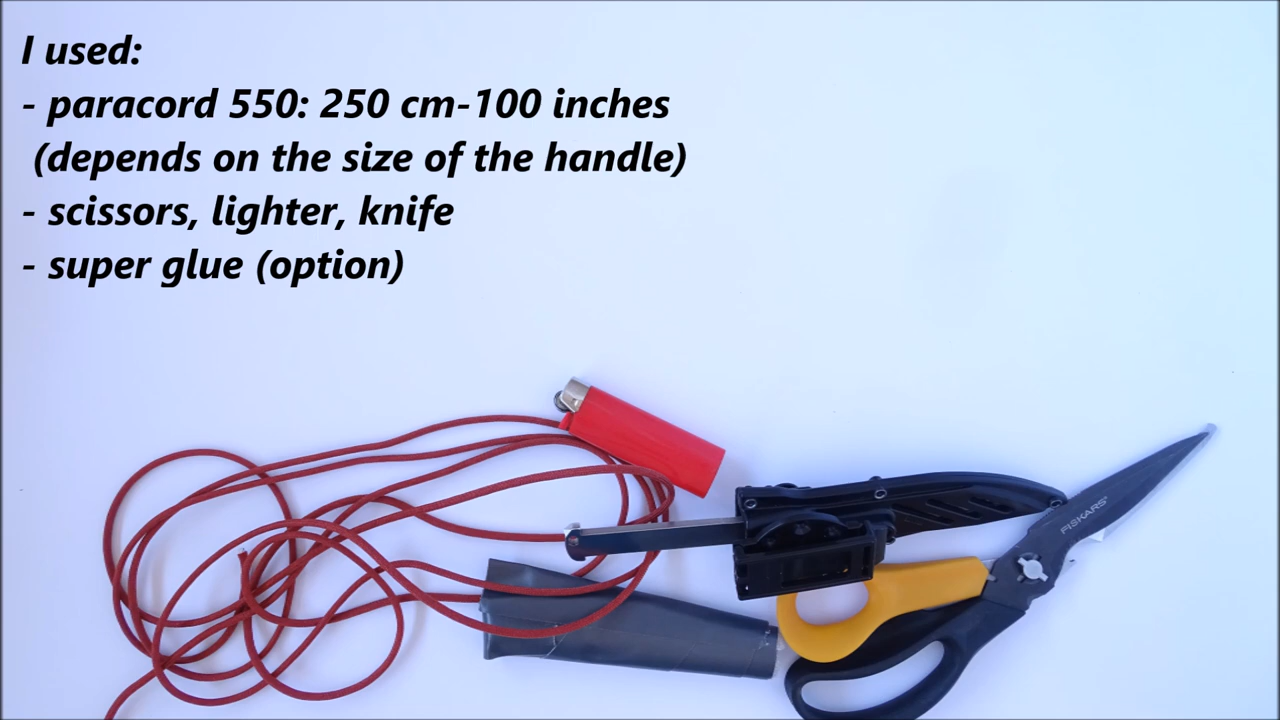 I used:
- paracord 550: 250 cm-100 inches
(depends on the size of the handle)
- scissors, lighter, knife
- super glue (option)
FISKARS